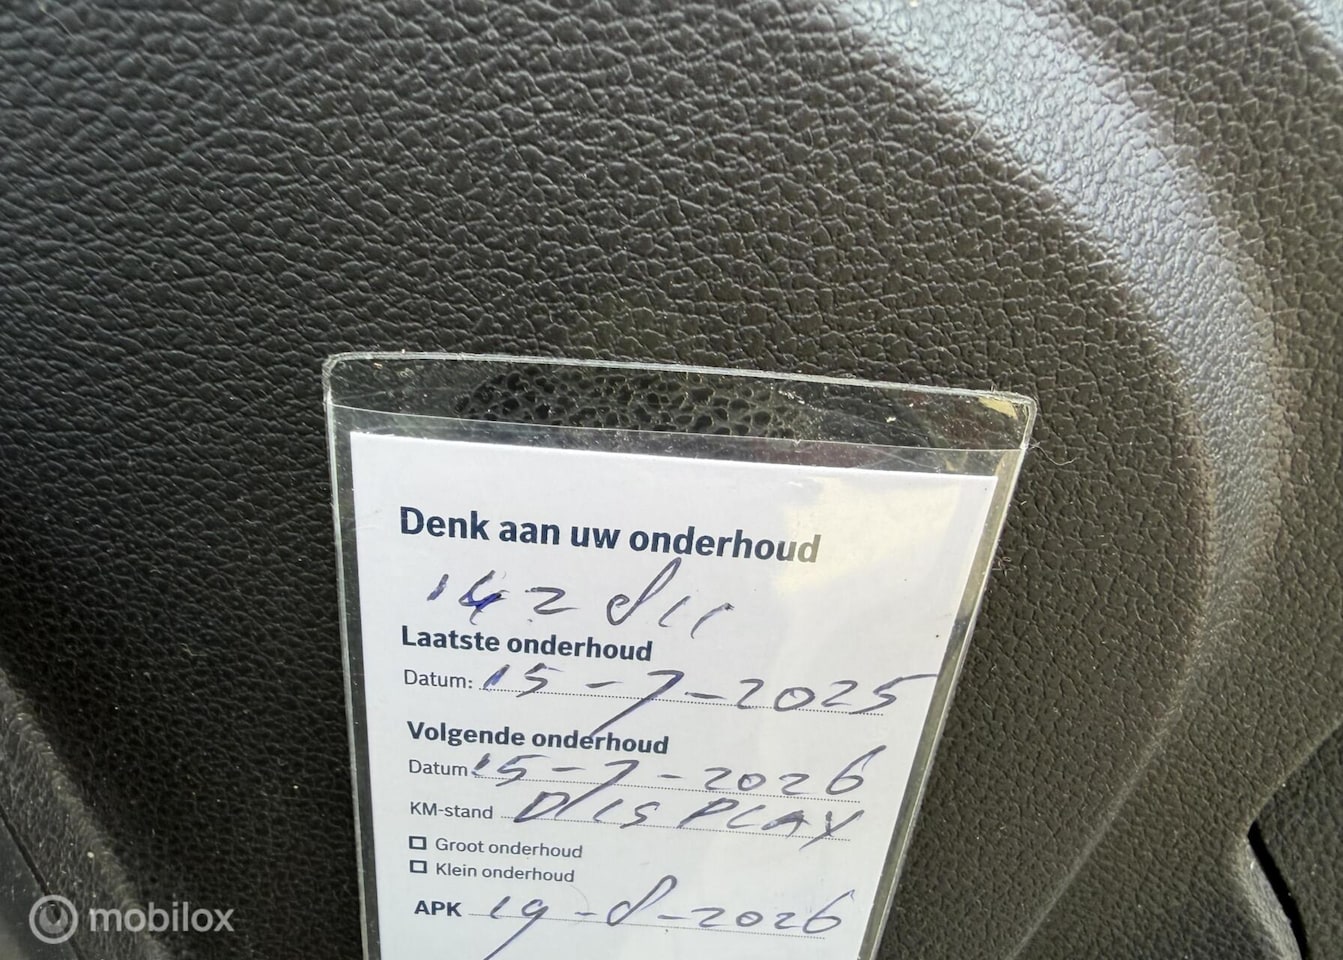 Denk aan uw onderhoud
142811
Laatste onderhoud
Datum: 15-7-2025
Volgende onderhoud
Datum: 15-7-2026
KM-stand DISPLAY
Groot onderhoud
Klein onderhoud
APK 19-8-2026
mobilox